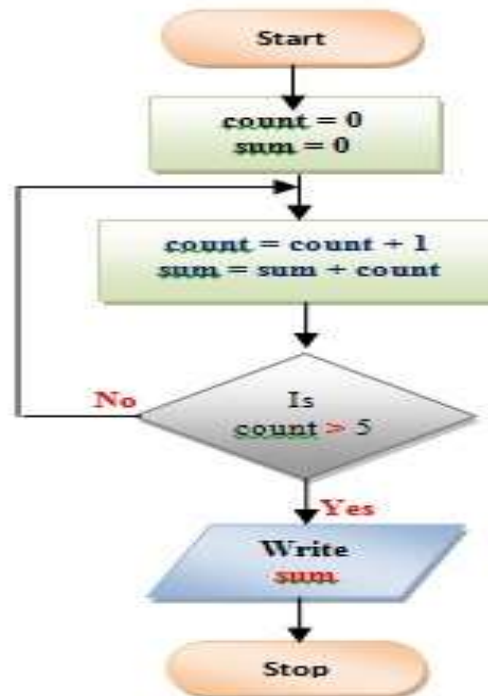 Start
count = 0
sum = 0
count = count + 1
sum = sum + count
Is
count > 5
No
Yes
Write
sum
Stop